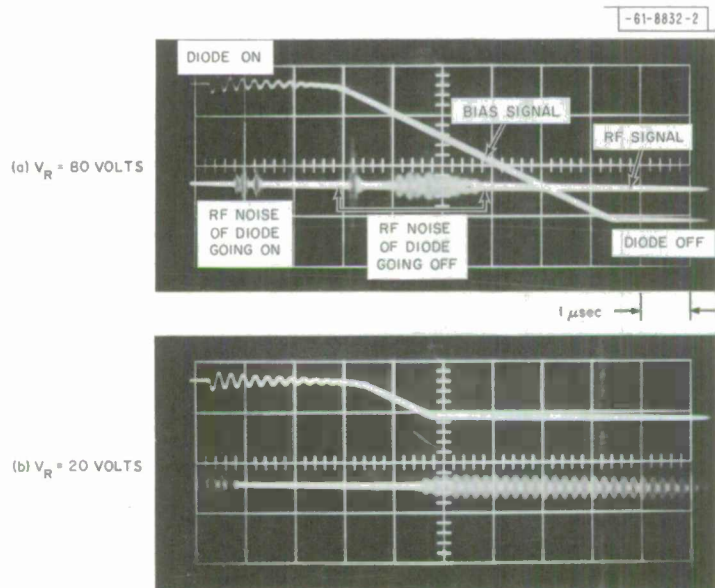 -61-8832-2
DIODE ON
BIAS SIGNAL
RF SIGNAL
(a) V_R = 80 VOLTS
RF NOISE
OF DIODE
GOING ON
RF NOISE
OF DIODE
GOING OFF
DIODE OFF
1 μsec
(b) V_R = 20 VOLTS